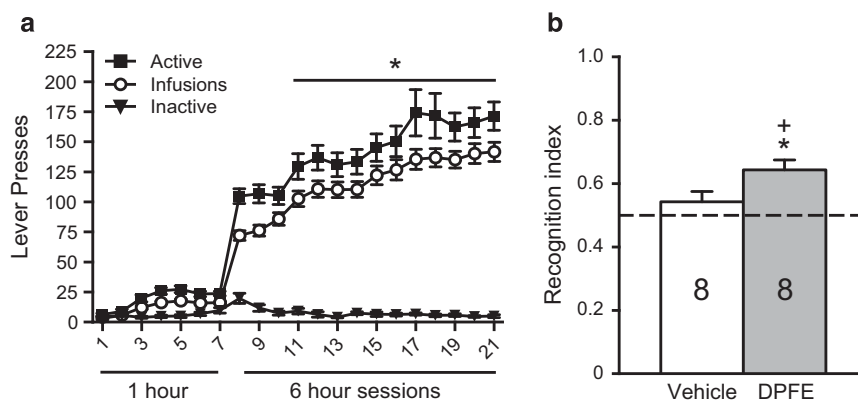 a
225
200
175
150
125
100
75
50
25
0
Lever Presses
Active
Infusions
Inactive
*
1
3
5
7
9
11
13
15
17
19
21
1 hour
6 hour sessions
b
1.0
0.8
0.6
0.4
0.2
0
Recognition index
+
*
8
8
Vehicle
DPFE